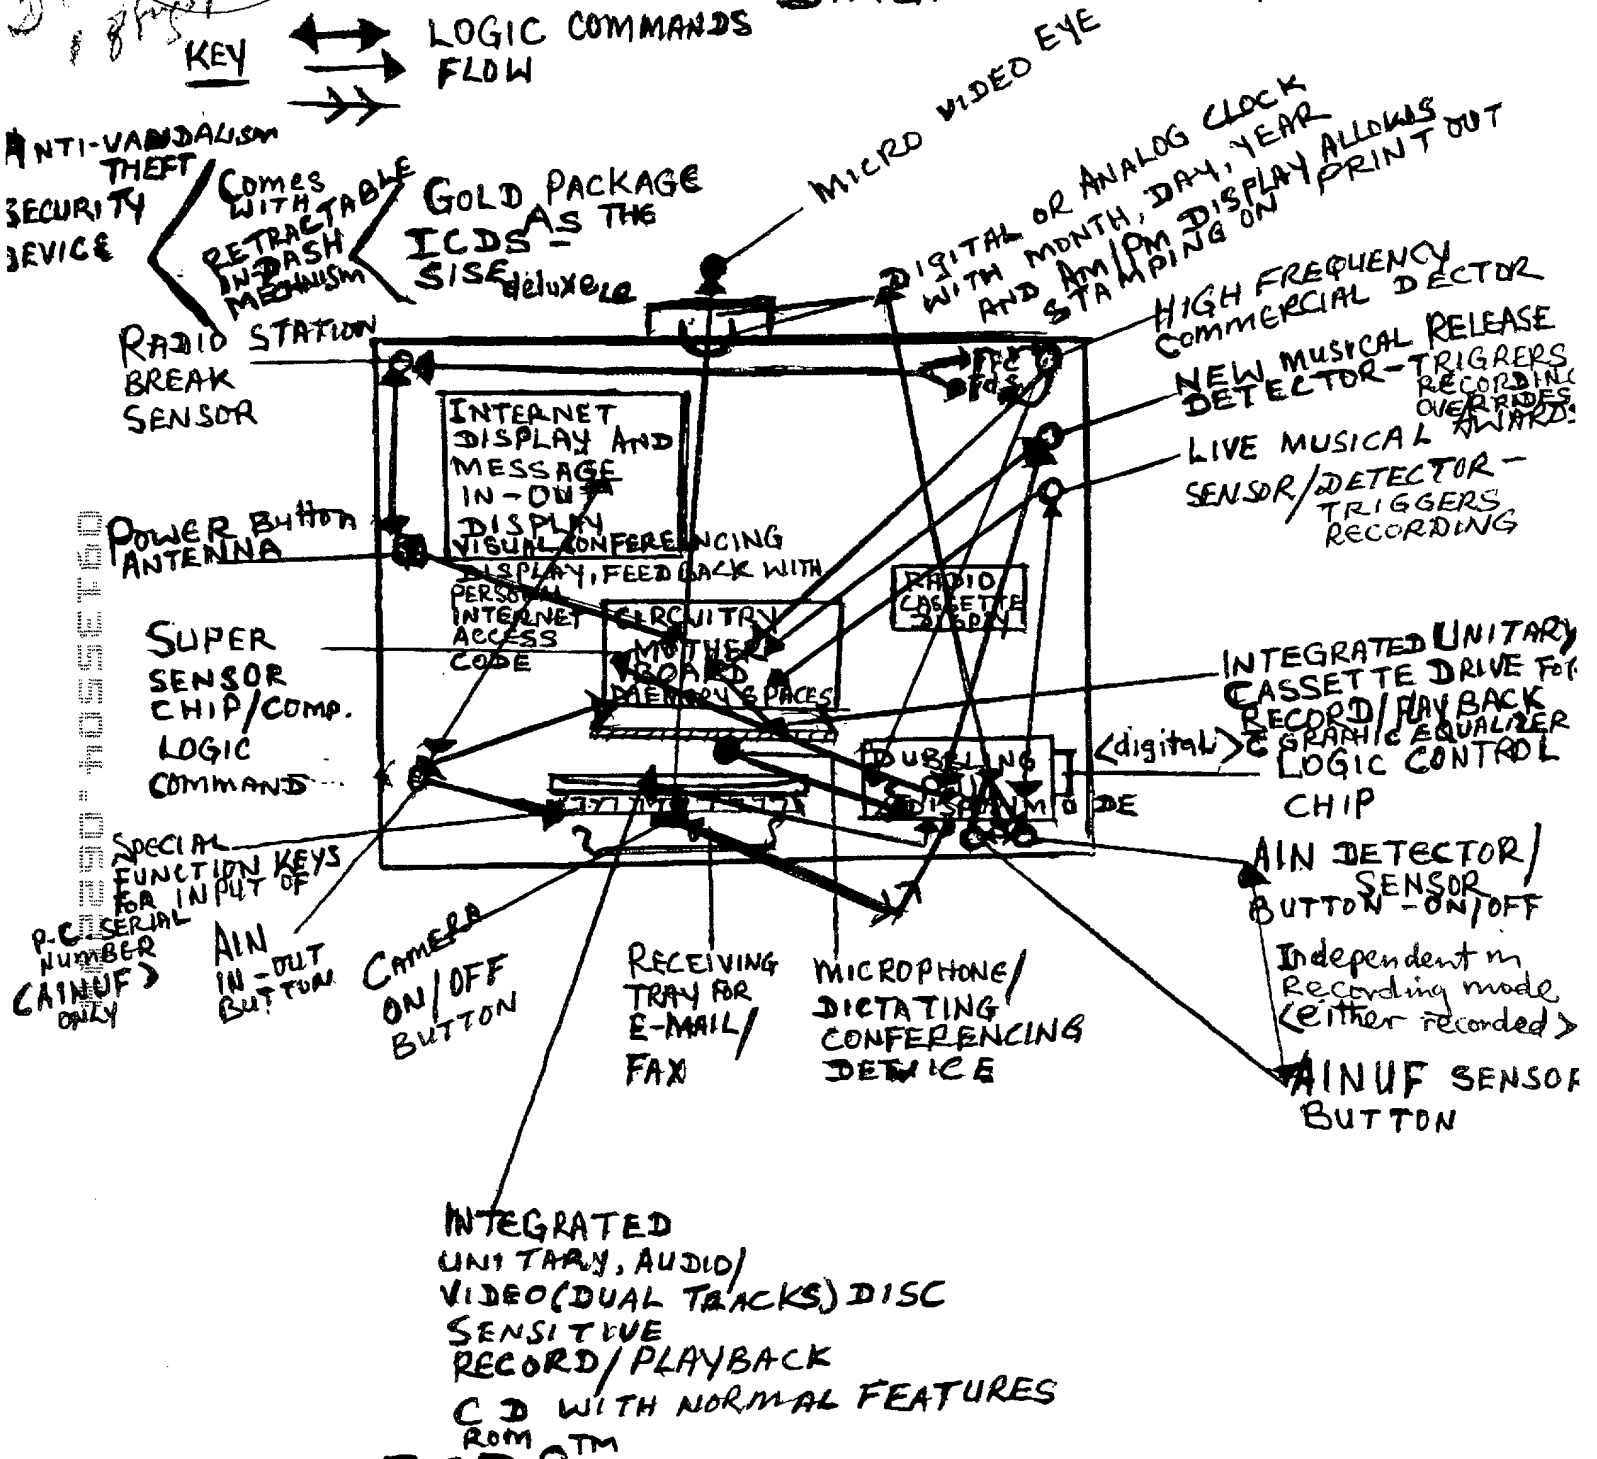 KEY
LOGIC COMMANDS
FLOW
MICRO VIDEO EYE
ANTI-VANDALISM
THEFT
SECURITY
DEVICE
COMES
WITH
RETRACTABLE
IN-DASH
MECHNISM
GOLD PACKAGE
AS THE
ICDS-
SISE
deluxe
DIGITAL OR ANALOG CLOCK
WITH MONTH, DAY, YEAR
AND AM/PM DISPLAY ALLOWS
STAMPING ON PRINT OUT
HIGH FREQUENCY
COMMERCIAL DECTOR
NEW MUSICAL RELEASE
DETECTOR-TRIGRERS
RECORDING
OVERRIDES
LIVE MUSICAL AWARD
SENSOR/DETECTOR-
TRIGGERS
RECORDING
RADIO STATION
BREAK
SENSOR
INTERNET
DISPLAY AND
MESSAGE
IN-OUT
DISPLAY
VISUAL CONFERENCING
DISPLAY, FEED BACK WITH
PERSONAL
INTERNET
ACCESS
CODE
POWER BUTTON
ANTENNA
CIRCUITRY
MOTHER
BOARD
MEMORY SPACES
RADIO
CASSETTE
DISPLAY
SUPER
SENSOR
CHIP/COMP.
LOGIC
COMMAND
INTEGRATED UNITARY
CASSETTE DRIVE FOR
RECORD/PLAYBACK
<digital>
GRAPHIC EQUALIZER
LOGIC CONTROL
CHIP
DUBBLING
MODE
SPECIAL
FUNCTION KEYS
FOR INPUT OF
P.C. SERIAL
NUMBER
CAINUF>
ONLY
AIN
IN-OUT
BUTTON
CAMERA
ON/OFF
BUTTON
RECEIVING
TRAY FOR
E-MAIL/
FAX
MICROPHONE/
DICTATING
CONFERENCING
DEVICE
AIN DETECTOR/
SENSOR
BUTTON-ON/OFF
Independent in
Recording mode
<either recorded>
AINUF SENSOR
BUTTON
INTEGRATED
UNITARY, AUDIO/
VIDEO(DUAL TRACKS) DISC
SENSITIVE
RECORD/PLAYBACK
CD WITH NORMAL FEATURES
ROM
TM